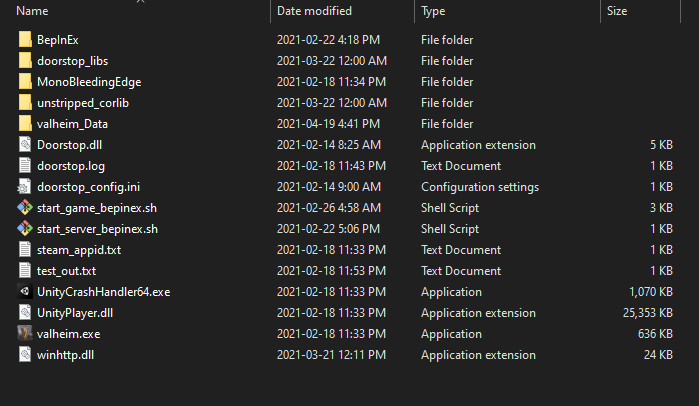 Name Date modified Type Size
BepInEx 2021-02-22 4:18 PM File folder
doorstop_libs 2021-03-22 12:00 AM File folder
MonoBleedingEdge 2021-02-18 11:34 PM File folder
unstripped_corlib 2021-03-22 12:00 AM File folder
valheim_Data 2021-04-19 4:41 PM File folder
Doorstop.dll 2021-02-14 8:25 AM Application extension 5 KB
doorstop.log 2021-02-18 11:43 PM Text Document 1 KB
doorstop_config.ini 2021-02-14 9:00 AM Configuration settings 1 KB
start_game_bepinex.sh 2021-02-26 4:58 AM Shell Script 3 KB
start_server_bepinex.sh 2021-02-22 5:06 PM Shell Script 3 KB
steam_appid.txt 2021-02-18 11:33 PM Text Document 1 KB
test_out.txt 2021-02-18 11:53 PM Text Document 1 KB
UnityCrashHandler64.exe 2021-02-18 11:33 PM Application 1,070 KB
UnityPlayer.dll 2021-02-18 11:33 PM Application extension 25,353 KB
valheim.exe 2021-02-18 11:33 PM Application 636 KB
winhttp.dll 2021-03-21 12:11 PM Application extension 24 KB